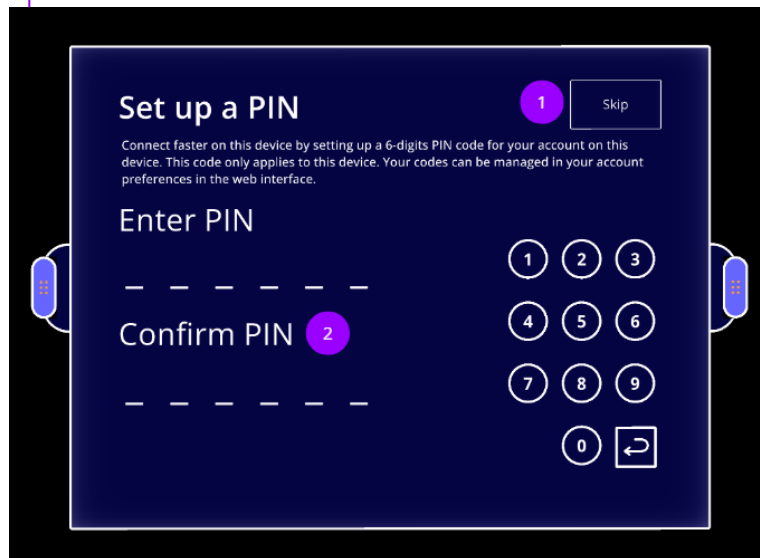 Set up a PIN
1
Skip
Connect faster on this device by setting up a 6-digits PIN code for your account on this
device. This code only applies to this device. Your codes can be managed in your account
preferences in the web interface.
Enter PIN
1 2 3
Confirm PIN 2
4 5 6
7 8 9
0